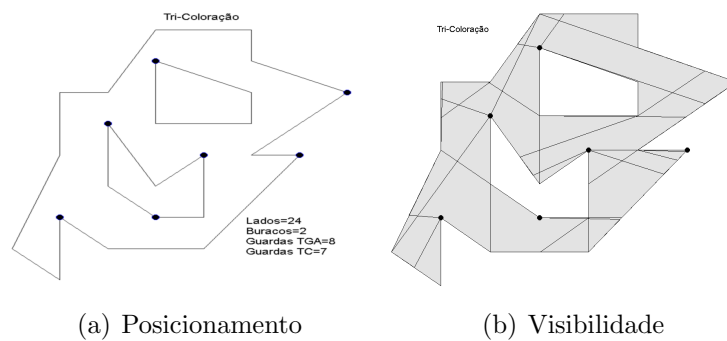 Tri-Coloração
Lados=24
Buracos=2
Guardas TGA=8
Guardas TC=7
(a) Posicionamento
Tri-Coloração
(b) Visibilidade